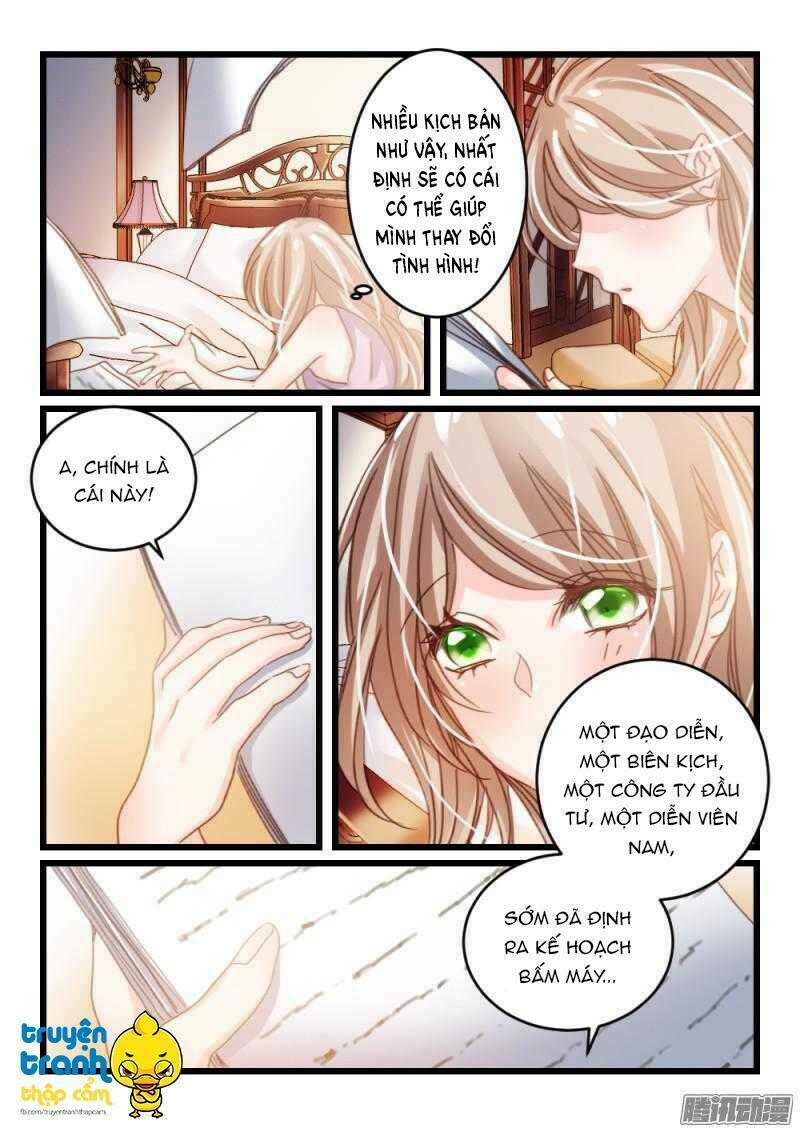 NHIỀU KỊCH BẢN
NHƯ VẬY, NHẤT
ĐỊNH SẼ CÓ CÁI
CÓ THỂ GIÚP
MÌNH THAY ĐỔI
TÌNH HÌNH!
A, CHÍNH LÀ
CÁI NÀY!
MỘT ĐẠO DIỄN,
MỘT BIÊN KỊCH,
MỘT CÔNG TY ĐẦU
TƯ, MỘT DIỄN VIÊN
NAM,
SỚM ĐÃ ĐỊNH
RA KẾ HOẠCH
BẤM MÁY...
truyện
tranh
thập cẩm
fb.com/truyentranhthapcam
腾讯动漫